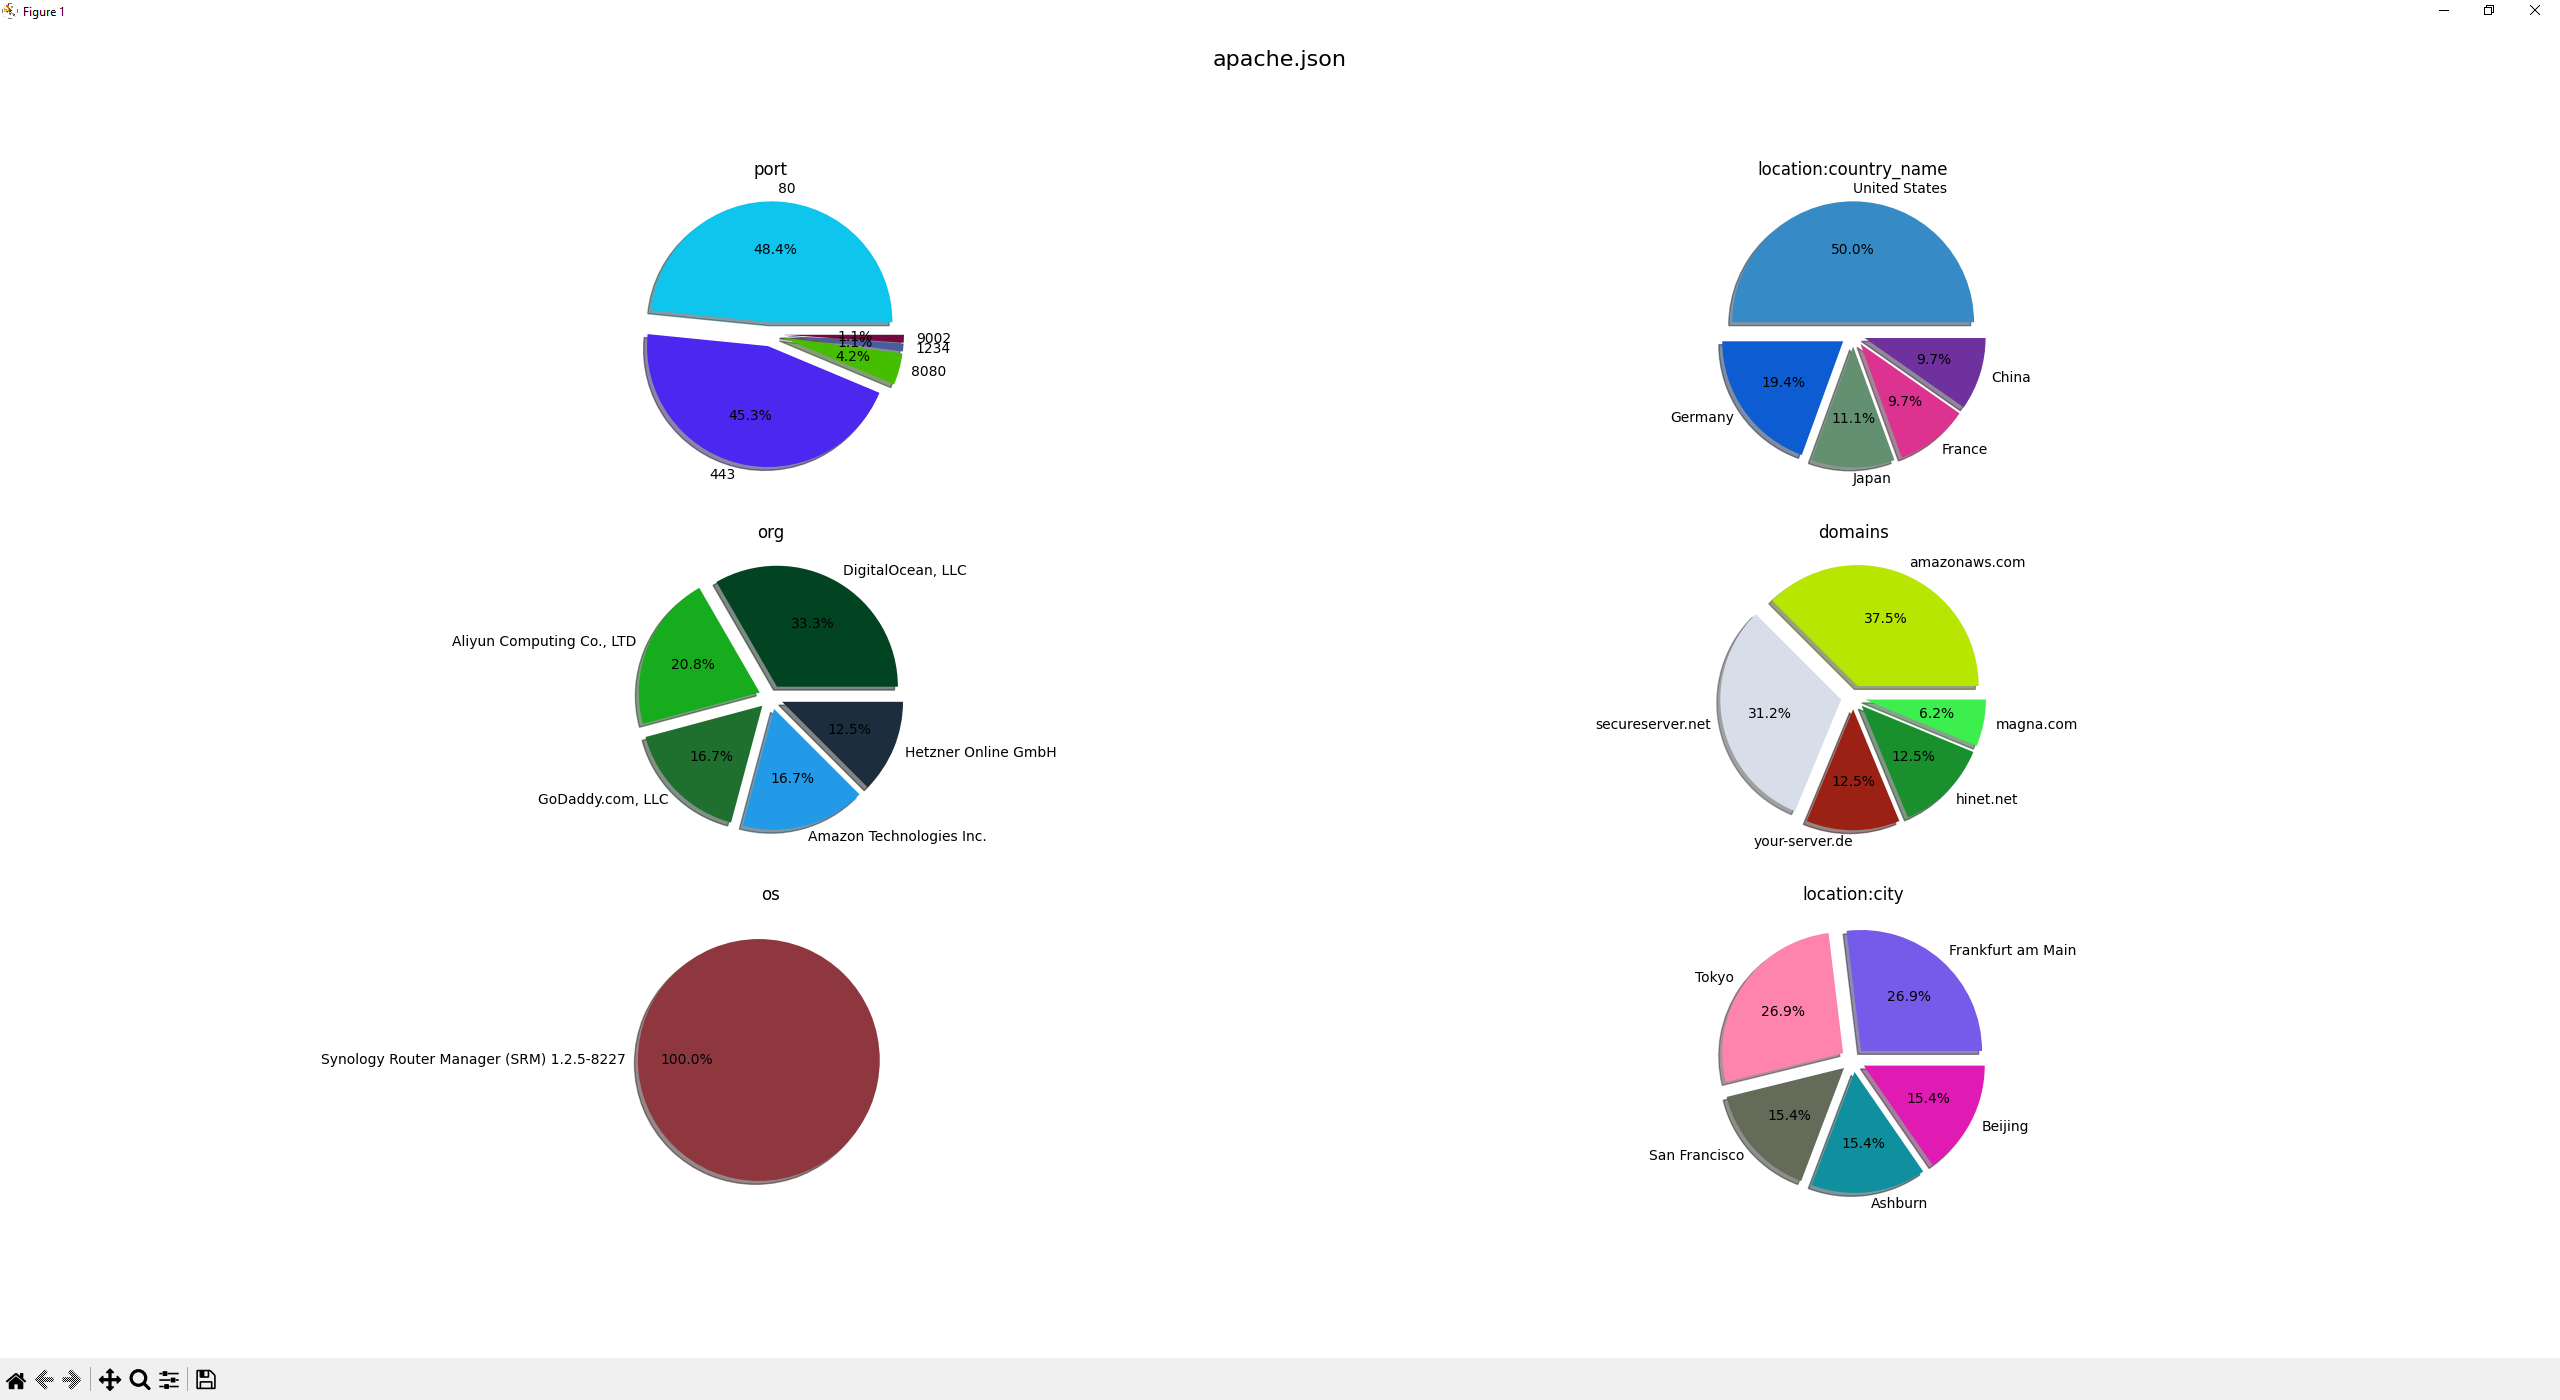 Figure 1
apache.json
port
80
48.4%
1.1%
9002
1.1%
1234
4.2%
8080
45.3%
443
location:country_name
United States
50.0%
9.7%
China
19.4%
Germany
9.7%
11.1%
France
Japan
org
DigitalOcean, LLC
33.3%
Aliyun Computing Co., LTD
20.8%
12.5%
Hetzner Online GmbH
16.7%
16.7%
GoDaddy.com, LLC
Amazon Technologies Inc.
domains
amazonaws.com
37.5%
31.2%
secureserver.net
6.2%
magna.com
12.5%
12.5%
hinet.net
your-server.de
os
Synology Router Manager (SRM) 1.2.5-8227
100.0%
location:city
Frankfurt am Main
Tokyo
26.9%
26.9%
15.4%
15.4%
Beijing
15.4%
San Francisco
Ashburn